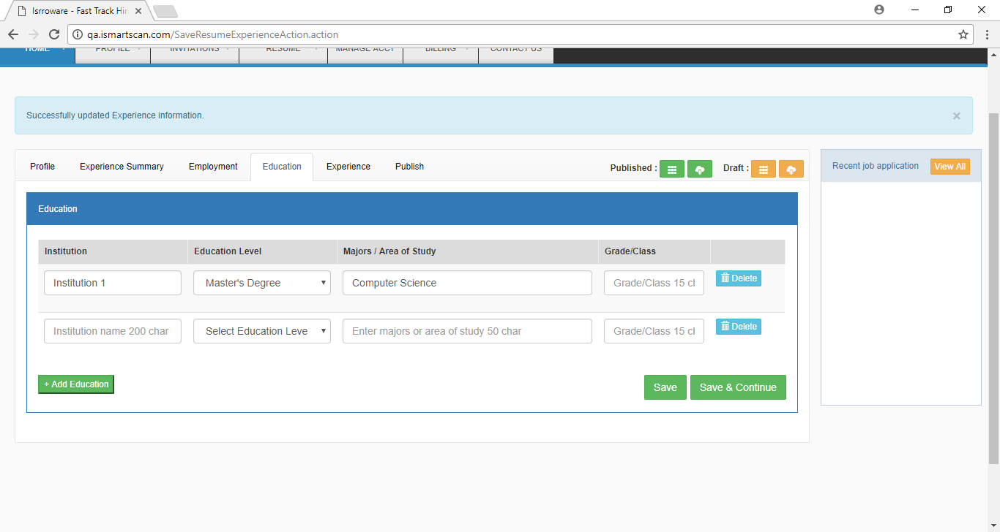 Isrroware - Fast Track Hir
qa.ismartscan.com/SaveResumeExperienceAction.action
HOME PROFILE INVITATIONS RESUME MANAGE ACCT BILLING CONTACT US
Successfully updated Experience information. ×
Profile Experience Summary Employment Education Experience Publish Published : Draft :
Recent job application View All
Education
Institution Education Level Majors / Area of Study Grade/Class
Institution 1 Master's Degree Computer Science Grade/Class 15 cl Delete
Institution name 200 char Select Education Leve Enter majors or area of study 50 char Grade/Class 15 cl Delete
+ Add Education Save Save & Continue